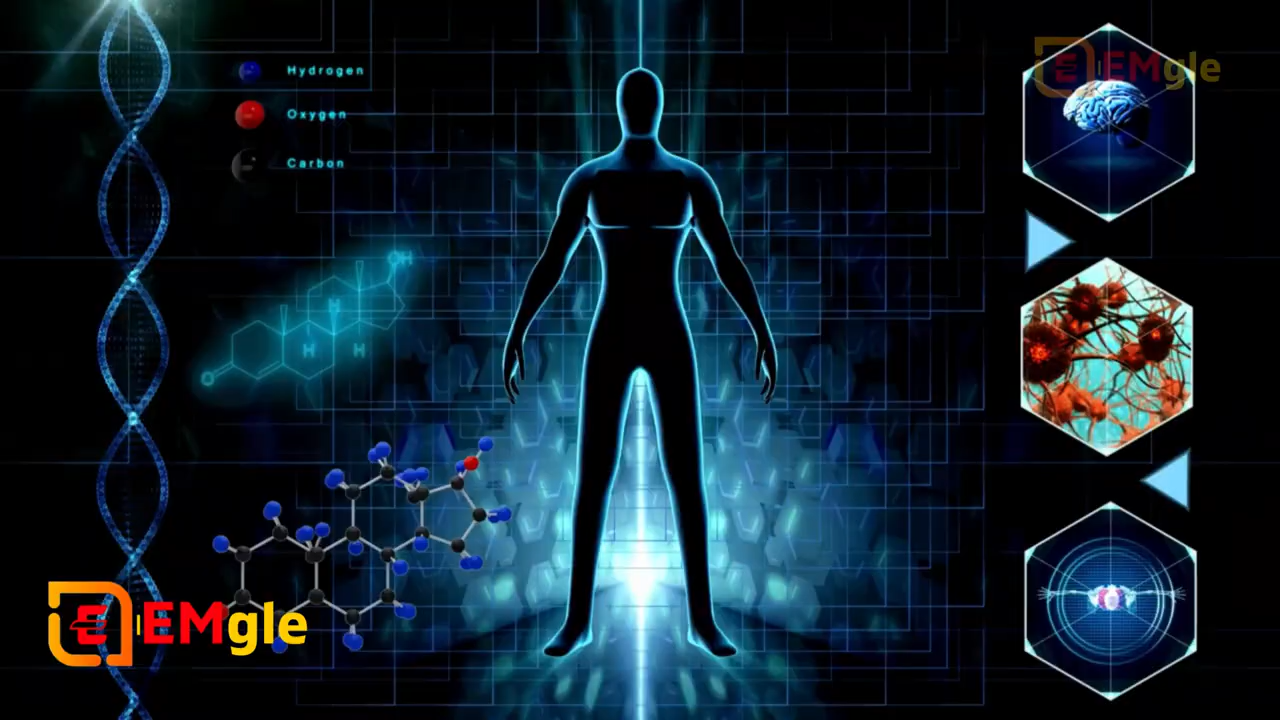 Hydrogen
Oxygen
Carbon
EMgle
OH
H
H
H
O
E EMgle